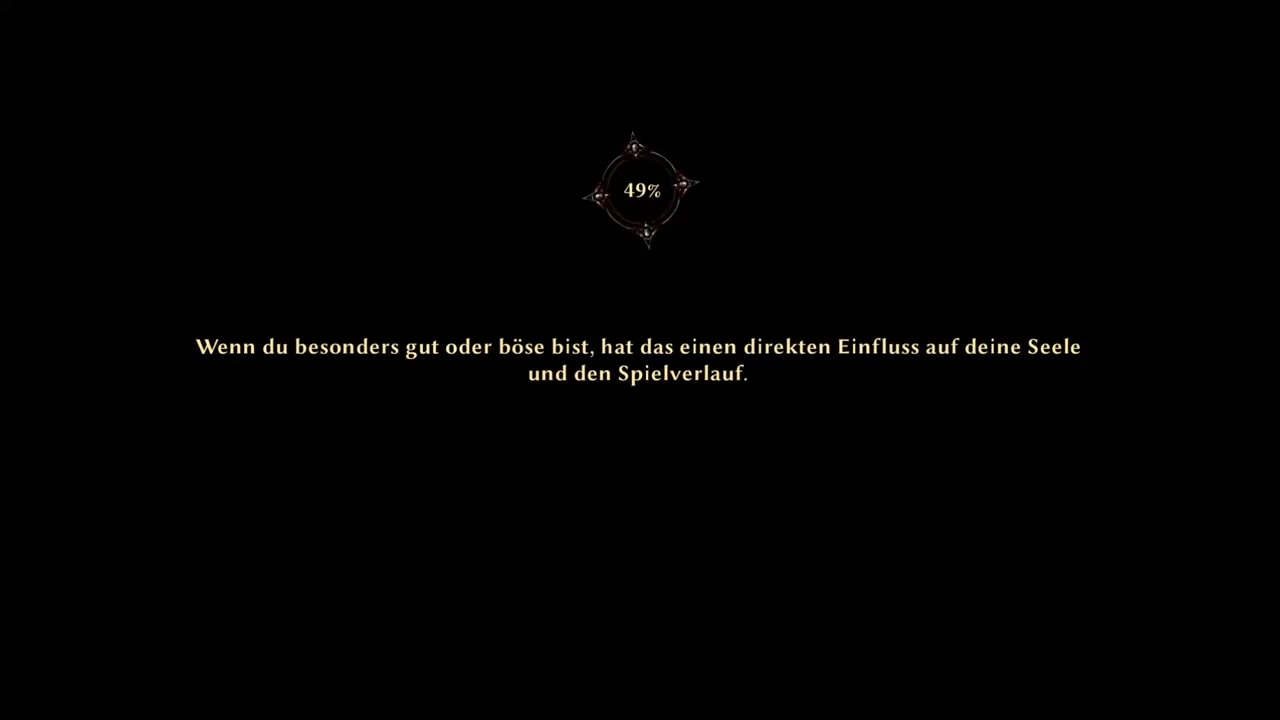 49%
Wenn du besonders gut oder böse bist, hat das einen direkten Einfluss auf deine Seele
und den Spielverlauf.